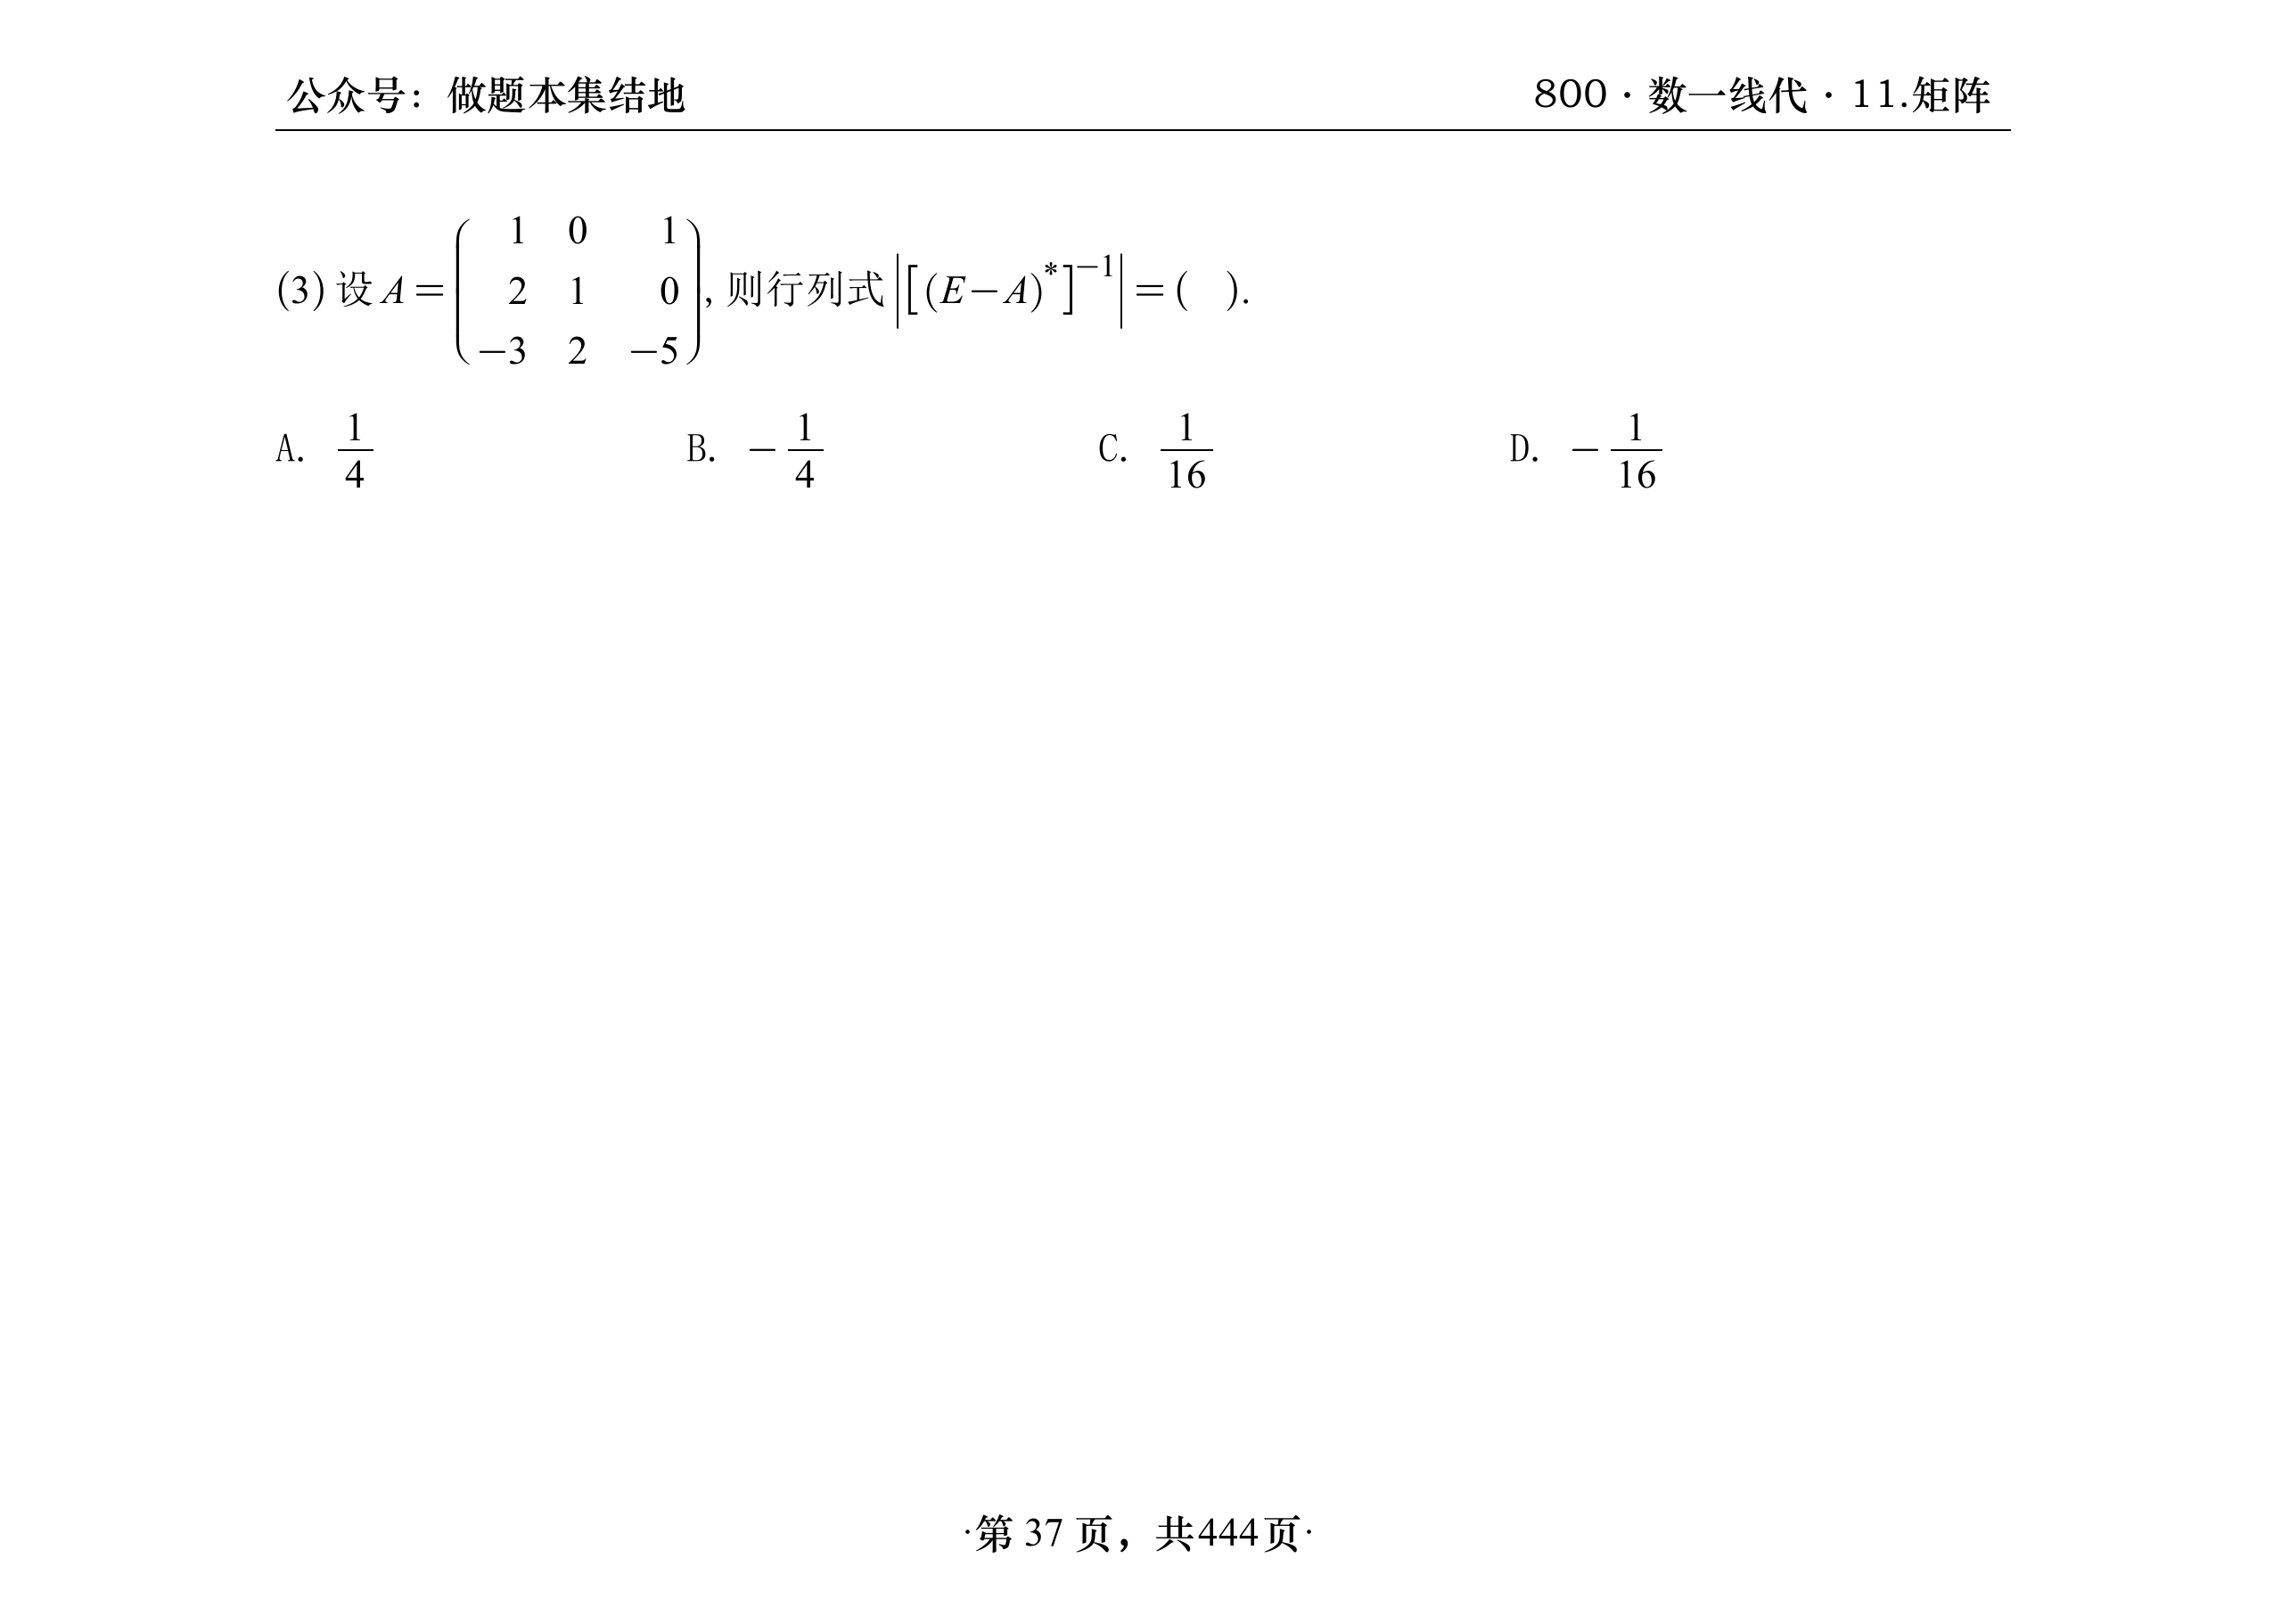 公众号：做题本集结地 800·数一线代·11.矩阵
(3) 设 A = \begin{pmatrix} 1 & 0 & 1 \\ 2 & 1 & 0 \\ -3 & 2 & -5 \end{pmatrix}, 则行列式 \left| \left[ (E-A)^* \right]^{-1} \right| = ( ).
A. \frac{1}{4} B. -\frac{1}{4} C. \frac{1}{16} D. -\frac{1}{16}
·第 37 页，共444页·